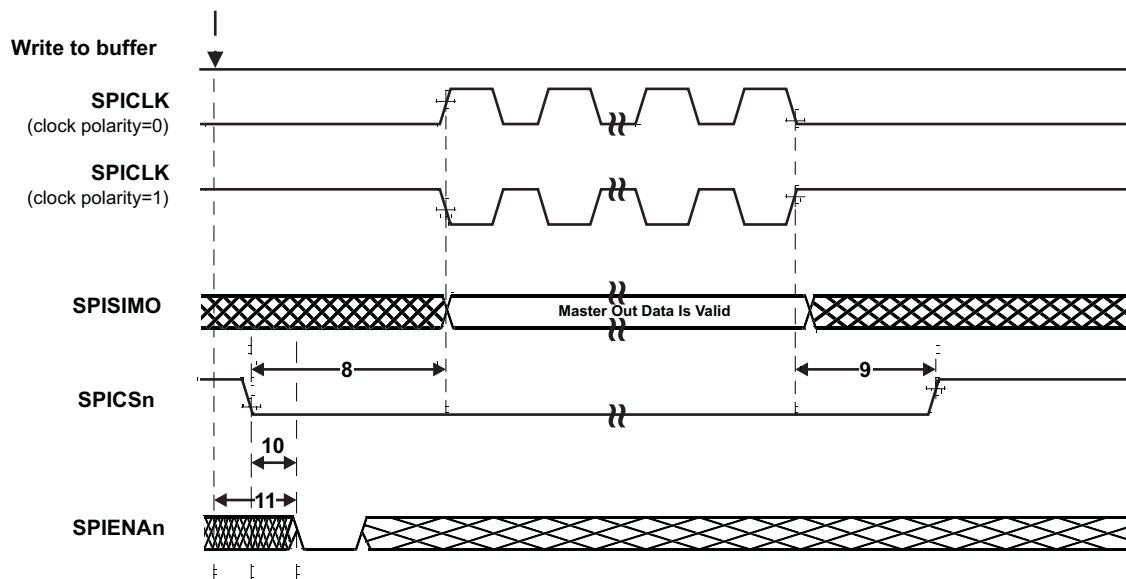 Write to buffer
SPICLK
(clock polarity=0)
SPICLK
(clock polarity=1)
SPISIMO
Master Out Data Is Valid
8
9
SPICSn
10
11
SPIENAn